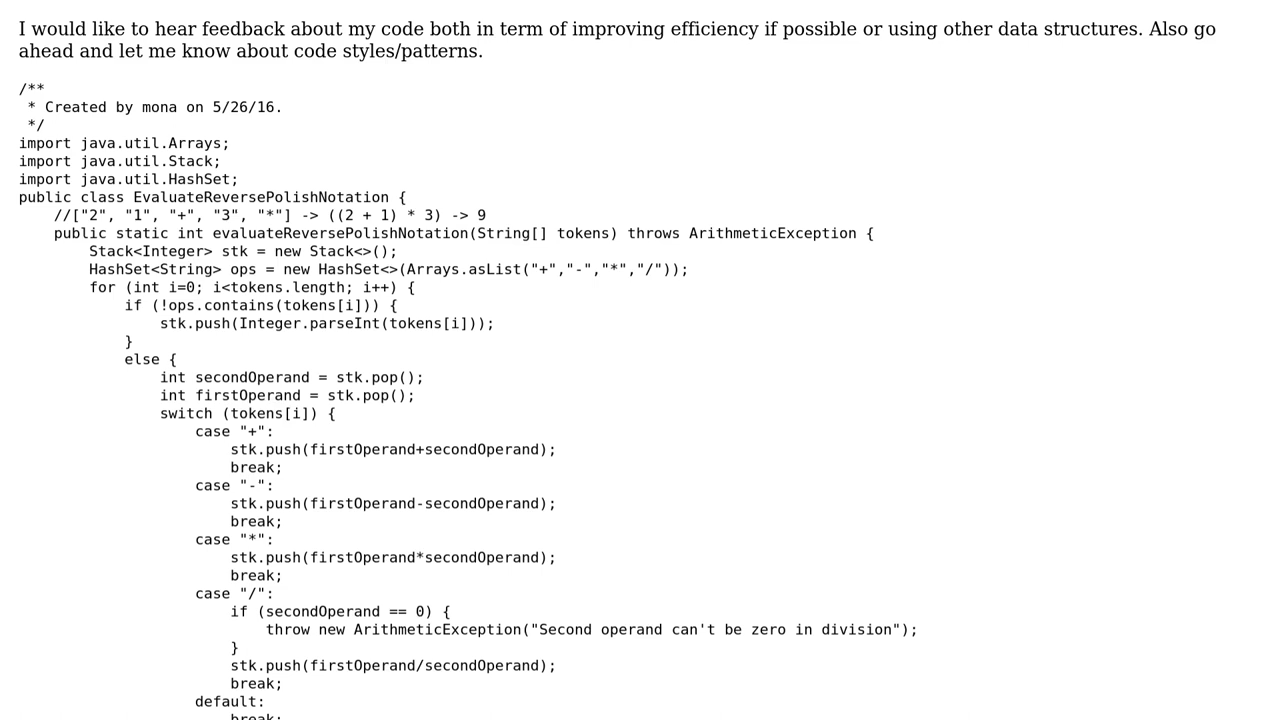 I would like to hear feedback about my code both in term of improving efficiency if possible or using other data structures. Also go
ahead and let me know about code styles/patterns.
/**
 * Created by mona on 5/26/16.
 */
import java.util.Arrays;
import java.util.Stack;
import java.util.HashSet;
public class EvaluateReversePolishNotation {
    //["2", "1", "+", "3", "*"] -> ((2 + 1) * 3) -> 9
    public static int evaluateReversePolishNotation(String[] tokens) throws ArithmeticException {
        Stack<Integer> stk = new Stack<>();
        HashSet<String> ops = new HashSet<>(Arrays.asList("+","-","*","/"));
        for (int i=0; i<tokens.length; i++) {
            if (!ops.contains(tokens[i])) {
                stk.push(Integer.parseInt(tokens[i]));
            }
            else {
                int secondOperand = stk.pop();
                int firstOperand = stk.pop();
                switch (tokens[i]) {
                    case "+":
                        stk.push(firstOperand+secondOperand);
                        break;
                    case "-":
                        stk.push(firstOperand-secondOperand);
                        break;
                    case "*":
                        stk.push(firstOperand*secondOperand);
                        break;
                    case "/":
                        if (secondOperand == 0) {
                            throw new ArithmeticException("Second operand can't be zero in division");
                        }
                        stk.push(firstOperand/secondOperand);
                        break;
                    default:
                        break;